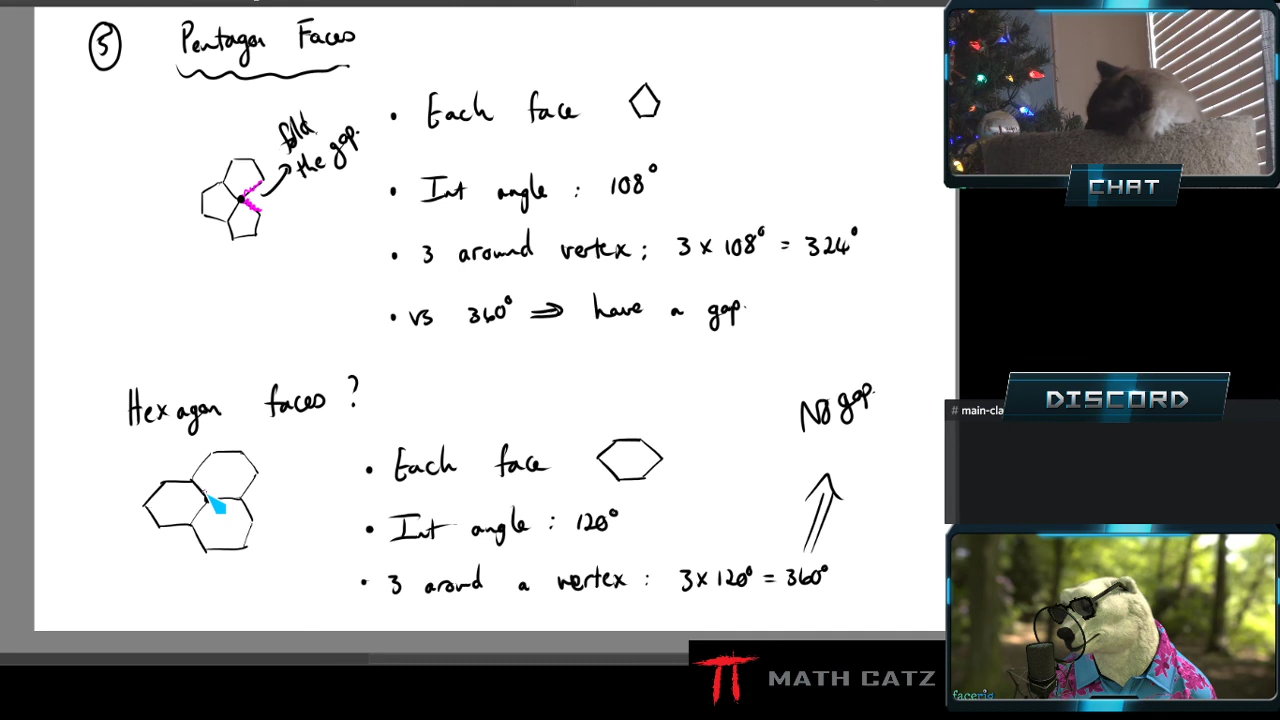 5 Pentagon Faces
fold
the gap.
• Each face
• Int angle : 108°
• 3 around vertex ; 3 x 108° = 324°
• vs 360° ⇒ have a gap.
Hexagon faces ?
No gap.
• Each face
• Int angle : 120°
• 3 around a vertex : 3 x 120° = 360°
CHAT
DISCORD
# main-cla
MATH CATZ
facerig